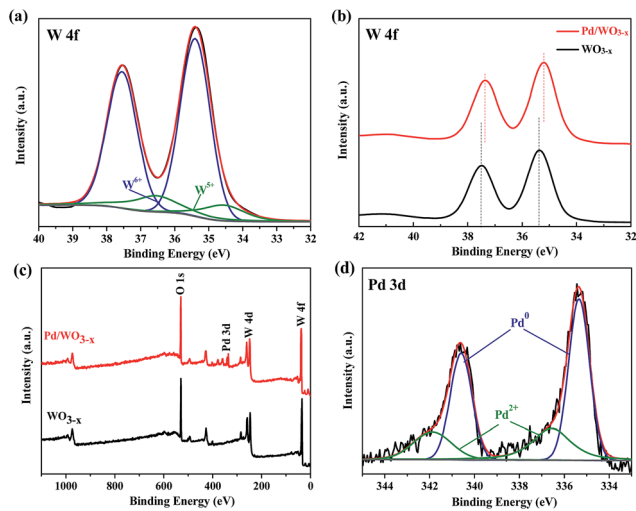 (a)
W 4f
W⁶⁺
W⁵⁺
Intensity (a.u.)
40 39 38 37 36 35 34 33 32
Binding Energy (eV)
(b)
W 4f
Pd/WO₃₋ₓ
WO₃₋ₓ
Intensity (a.u.)
42 40 38 36 34 32
Binding Energy (eV)
(c)
O 1s
Pd 3d
W 4d
W 4f
Pd/WO₃₋ₓ
WO₃₋ₓ
Intensity (a.u.)
1000 800 600 400 200 0
Binding Energy (eV)
(d)
Pd 3d
Pd⁰
Pd²⁺
Intensity (a.u.)
344 342 340 338 336 334
Binding Energy (eV)